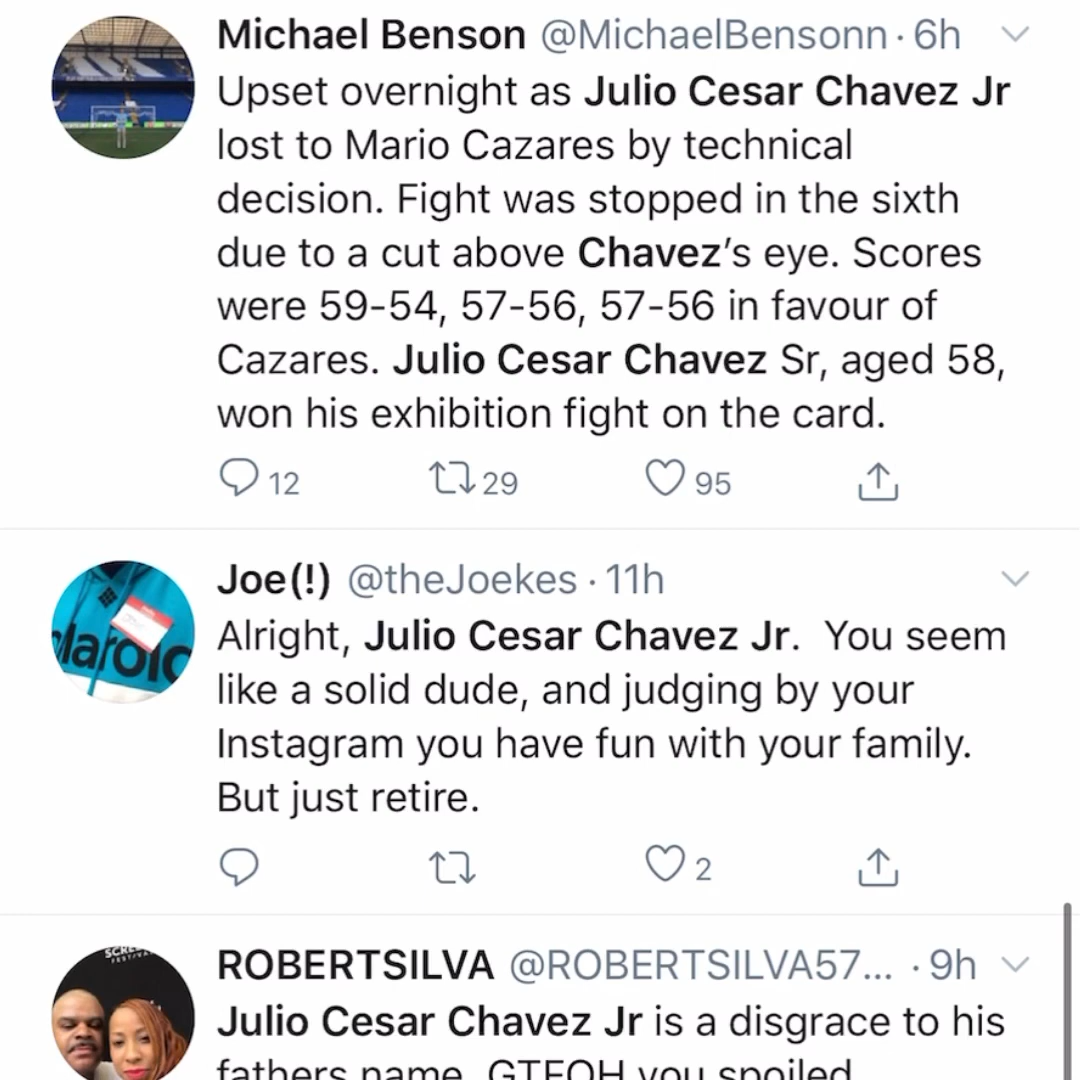 Michael Benson @MichaelBensonn · 6h
Upset overnight as Julio Cesar Chavez Jr
lost to Mario Cazares by technical
decision. Fight was stopped in the sixth
due to a cut above Chavez's eye. Scores
were 59-54, 57-56, 57-56 in favour of
Cazares. Julio Cesar Chavez Sr, aged 58,
won his exhibition fight on the card.
12 29 95
Joe(!) @theJoekes · 11h
Alright, Julio Cesar Chavez Jr.  You seem
like a solid dude, and judging by your
Instagram you have fun with your family.
But just retire.
2
ROBERTSILVA @ROBERTSILVA57... · 9h
Julio Cesar Chavez Jr is a disgrace to his
fathers name. GTFOH you spoiled